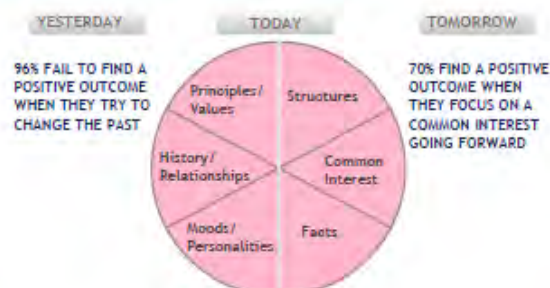 YESTERDAY
TODAY
TOMORROW
96% FAIL TO FIND A
POSITIVE OUTCOME
WHEN THEY TRY TO
CHANGE THE PAST
70% FIND A POSITIVE
OUTCOME WHEN
THEY FOCUS ON A
COMMON INTEREST
GOING FORWARD
Principles/
Values
Structures
History/
Relationships
Common
Interest
Moods/
Personalities
Facts